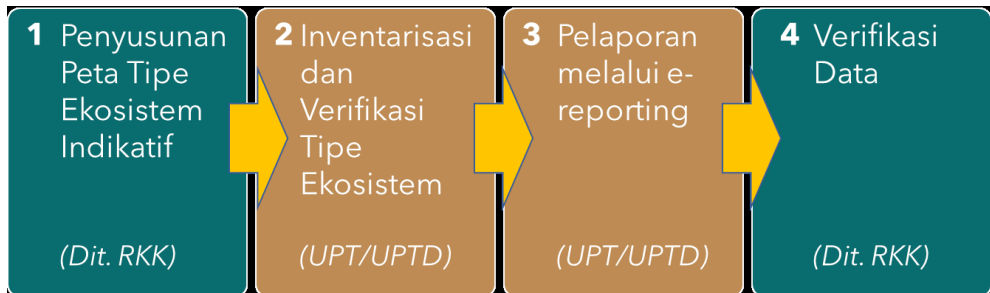 1 Penyusunan
Peta Tipe
Ekosistem
Indikatif
(Dit. RKK)
2 Inventarisasi
dan
Verifikasi
Tipe
Ekosistem
(UPT/UPTD)
3 Pelaporan
melalui e-
reporting
(UPT/UPTD)
4 Verifikasi
Data
(Dit. RKK)